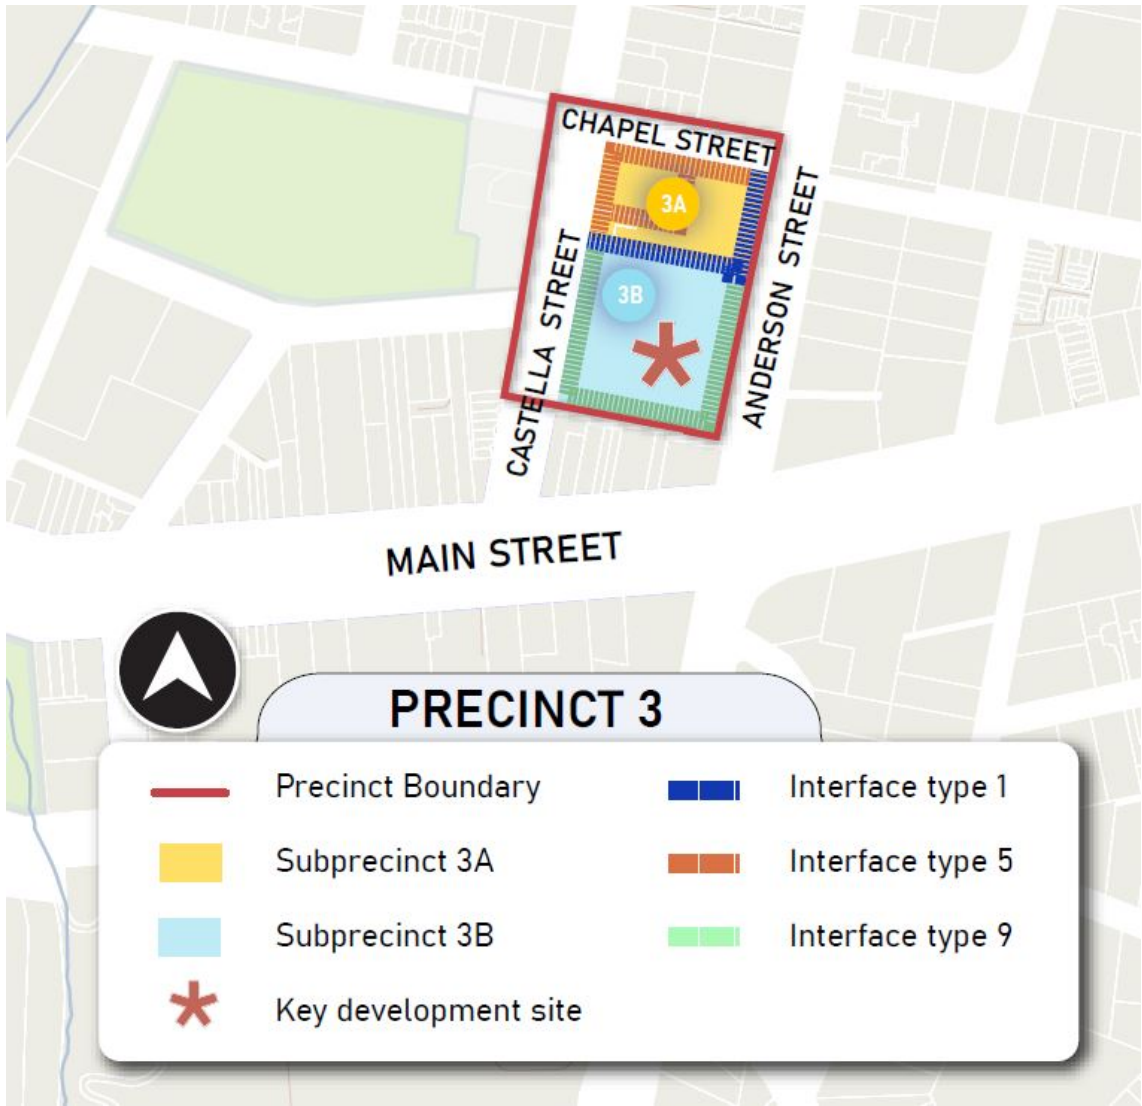 CHAPEL STREET
3A
3B
CASTELLA STREET
ANDERSON STREET
MAIN STREET
PRECINCT 3
Precinct Boundary
Subprecinct 3A
Subprecinct 3B
Key development site
Interface type 1
Interface type 5
Interface type 9